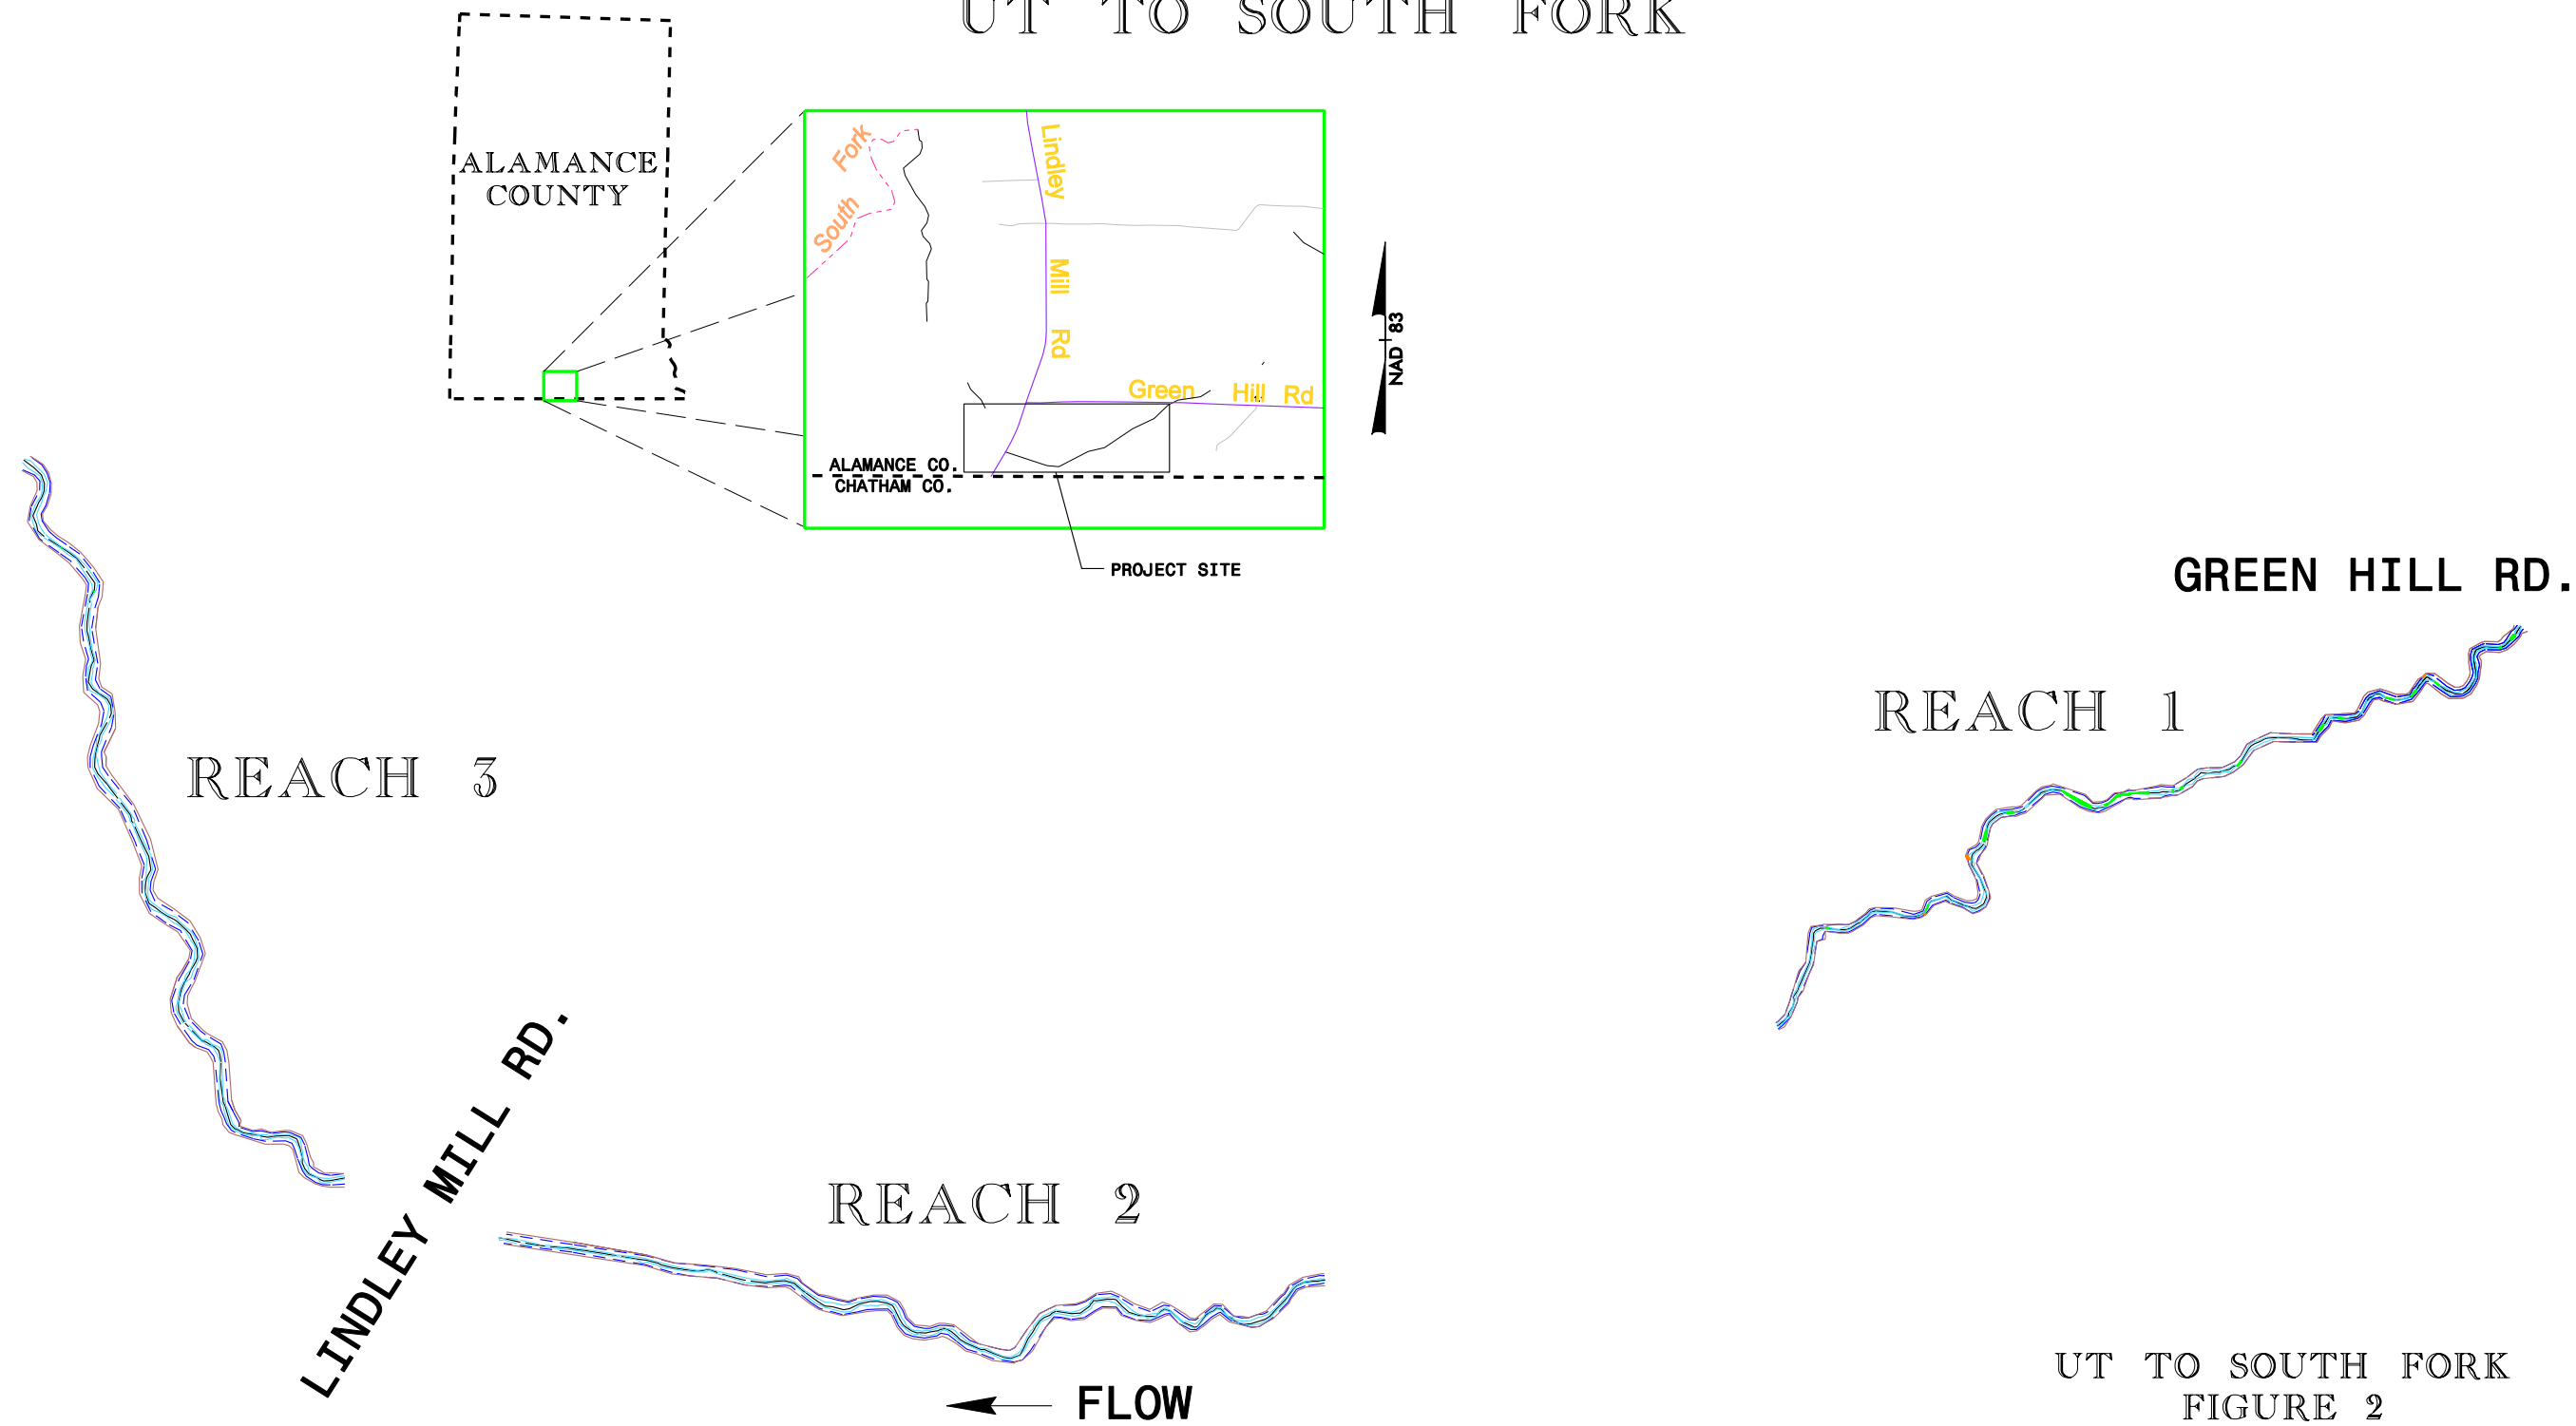 UT TO SOUTH FORK
ALAMANCE
COUNTY
South Fork
Lindley Mill Rd
Green Hill Rd
ALAMANCE CO.
CHATHAM CO.
NAD 83
PROJECT SITE
GREEN HILL RD.
REACH 1
REACH 3
LINDLEY MILL RD.
REACH 2
FLOW
UT TO SOUTH FORK
FIGURE 2